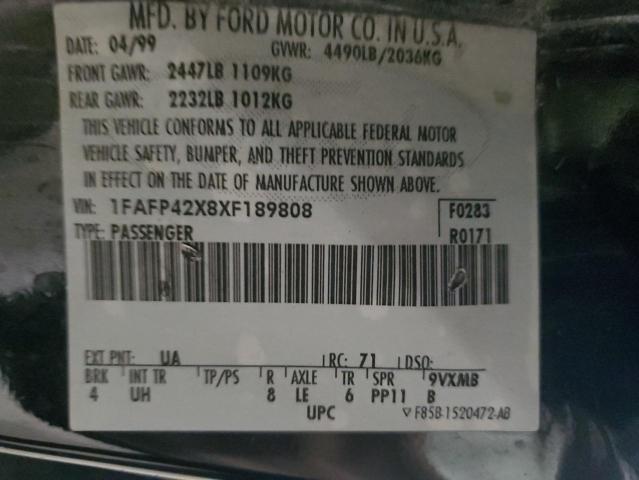 MFD. BY FORD MOTOR CO. IN U.S.A.
DATE: 04/99 GVWR: 4490LB/2036KG
FRONT GAWR: 2447LB 1109KG
REAR GAWR: 2232LB 1012KG
THIS VEHICLE CONFORMS TO ALL APPLICABLE FEDERAL MOTOR
VEHICLE SAFETY, BUMPER, AND THEFT PREVENTION STANDARDS
IN EFFECT ON THE DATE OF MANUFACTURE SHOWN ABOVE.
VIN: 1FAFP42X8XF189808 F0283
TYPE: PASSENGER R0171
EXT PNT: UA RC: 71 DSO:
BRK INT TR TP/PS R AXLE TR SPR 9VXMB
4 UH 8 LE 6 PP11 B
UPC ▽ F85B-1520472-AB